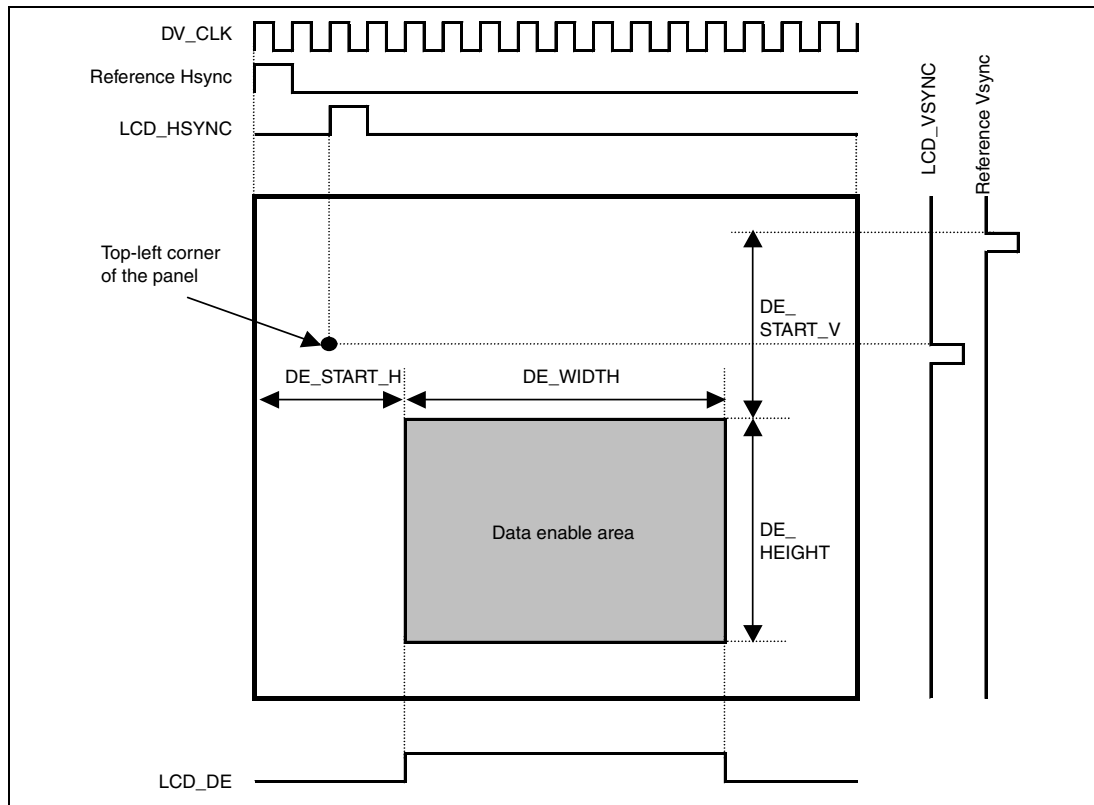 DV_CLK
Reference Hsync
LCD_HSYNC
LCD_VSYNC
Reference Vsync
Top-left corner
of the panel
DE_
START_V
DE_START_H
DE_WIDTH
Data enable area
DE_
HEIGHT
LCD_DE